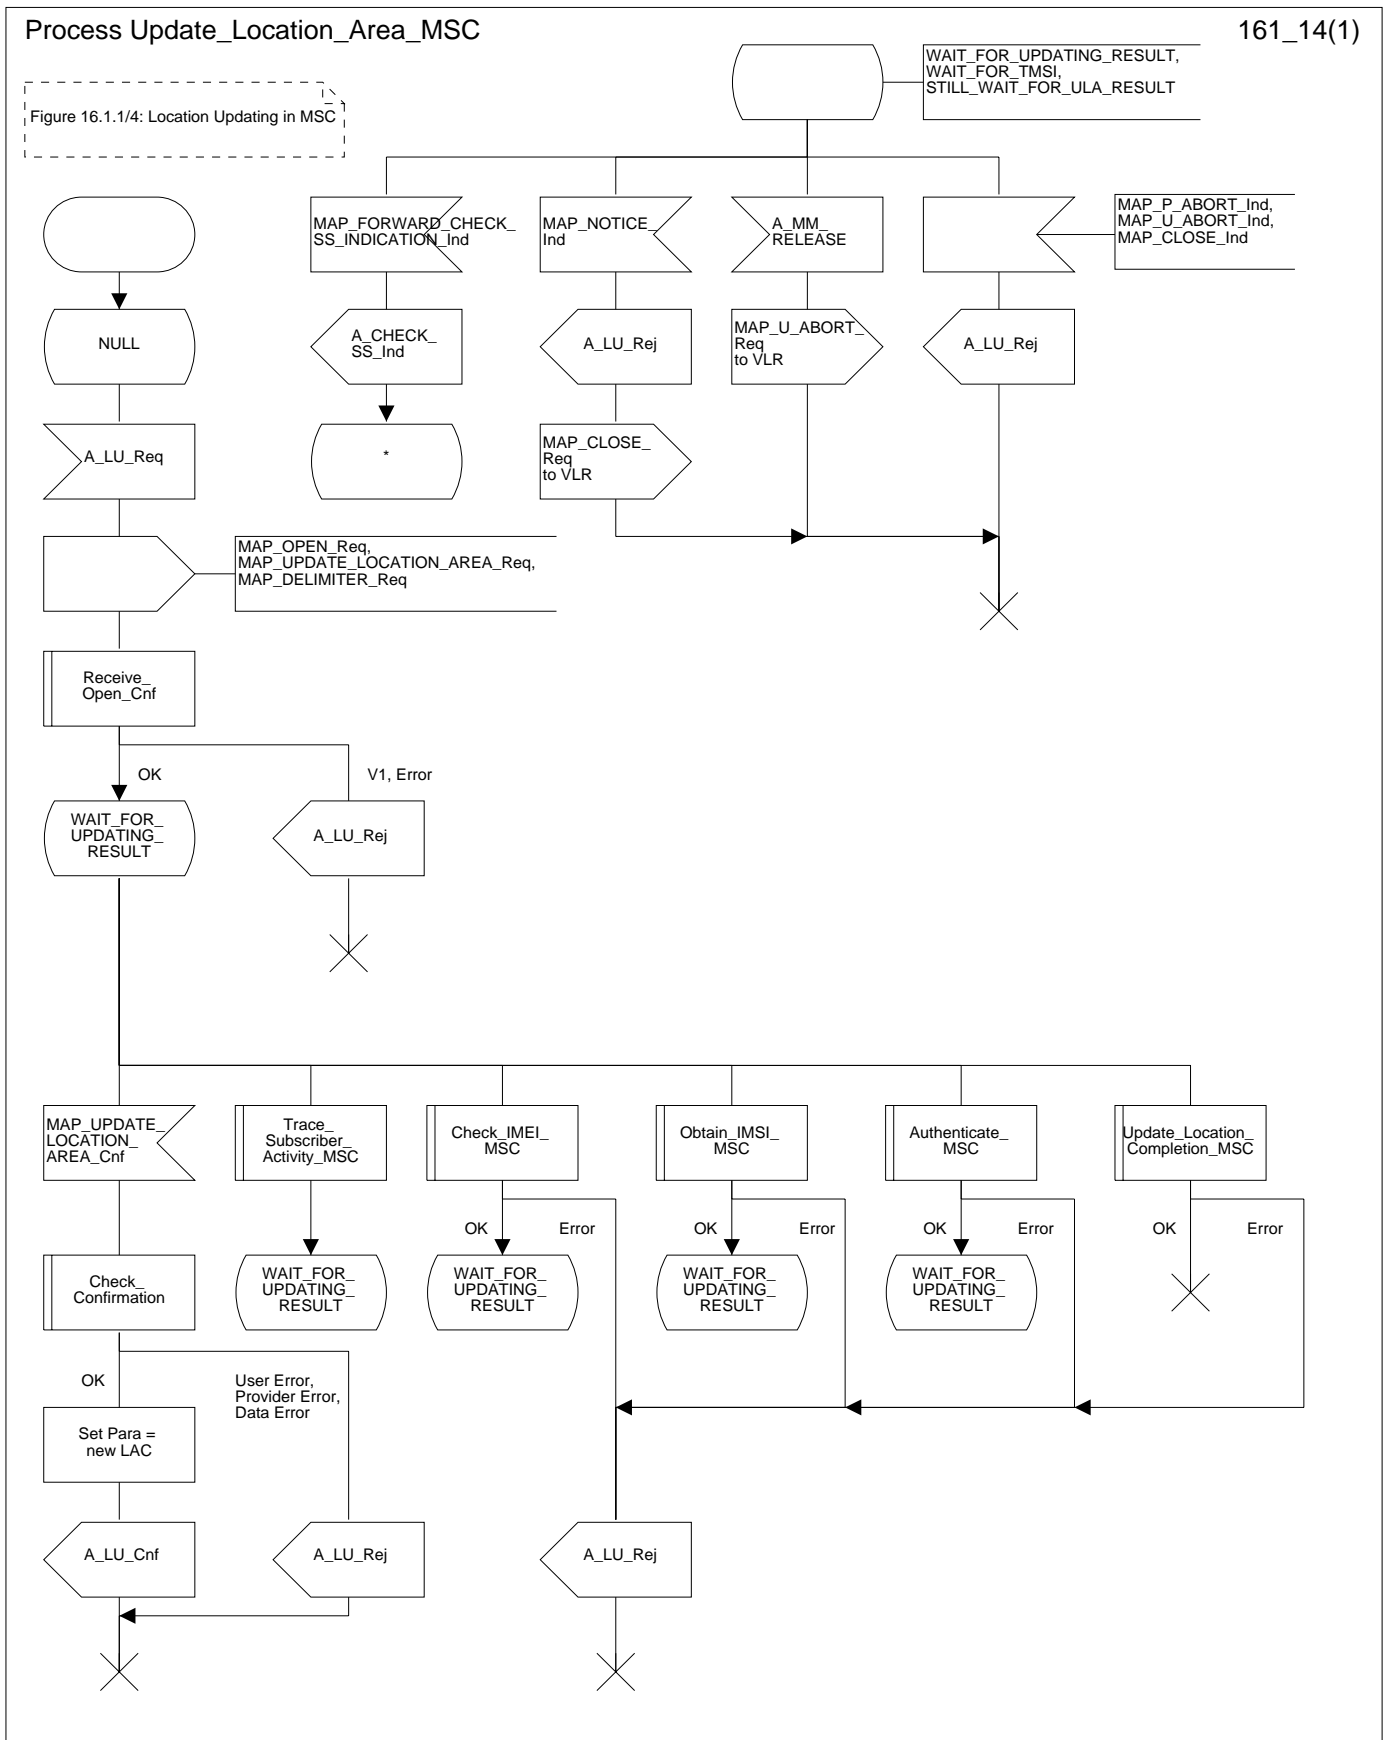 Process Update_Location_Area_MSC
161_14(1)
Figure 16.1.1/4: Location Updating in MSC
WAIT_FOR_UPDATING_RESULT,
WAIT_FOR_TMSI,
STILL_WAIT_FOR_ULA_RESULT
MAP_FORWARD_CHECK_
SS_INDICATION_Ind
MAP_NOTICE_
Ind
A_MM_
RELEASE
MAP_P_ABORT_Ind,
MAP_U_ABORT_Ind,
MAP_CLOSE_Ind
NULL
A_CHECK_
SS_Ind
A_LU_Rej
MAP_U_ABORT_
Req
to VLR
A_LU_Rej
A_LU_Req
*
MAP_CLOSE_
Req
to VLR
MAP_OPEN_Req,
MAP_UPDATE_LOCATION_AREA_Req,
MAP_DELIMITER_Req
Receive_
Open_Cnf
OK
V1, Error
WAIT_FOR_
UPDATING_
RESULT
A_LU_Rej
MAP_UPDATE_
LOCATION_
AREA_Cnf
Trace_
Subscriber_
Activity_MSC
Check_IMEI_
MSC
Obtain_IMSI_
MSC
Authenticate_
MSC
Update_Location_
Completion_MSC
OK
Error
OK
Error
OK
Error
OK
Error
Check_
Confirmation
WAIT_FOR_
UPDATING_
RESULT
WAIT_FOR_
UPDATING_
RESULT
WAIT_FOR_
UPDATING_
RESULT
WAIT_FOR_
UPDATING_
RESULT
OK
User Error,
Provider Error,
Data Error
Set Para =
new LAC
A_LU_Cnf
A_LU_Rej
A_LU_Rej